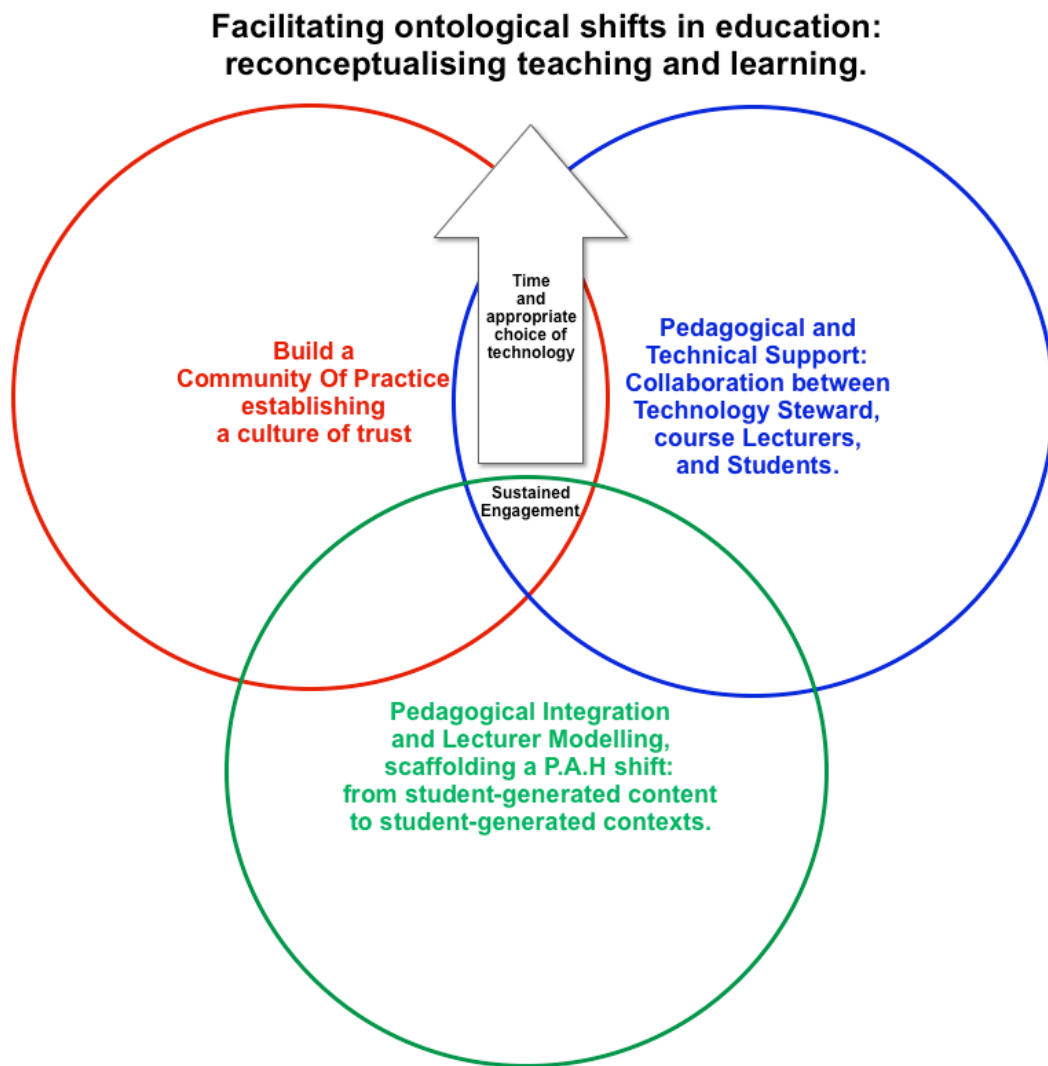 Facilitating ontological shifts in education:
reconceptualising teaching and learning.
Time
and
appropriate
choice of
technology
Build a
Community Of Practice
establishing
a culture of trust
Pedagogical and
Technical Support:
Collaboration between
Technology Steward,
course Lecturers,
and Students.
Sustained
Engagement
Pedagogical Integration
and Lecturer Modelling,
scaffolding a P.A.H shift:
from student-generated content
to student-generated contexts.